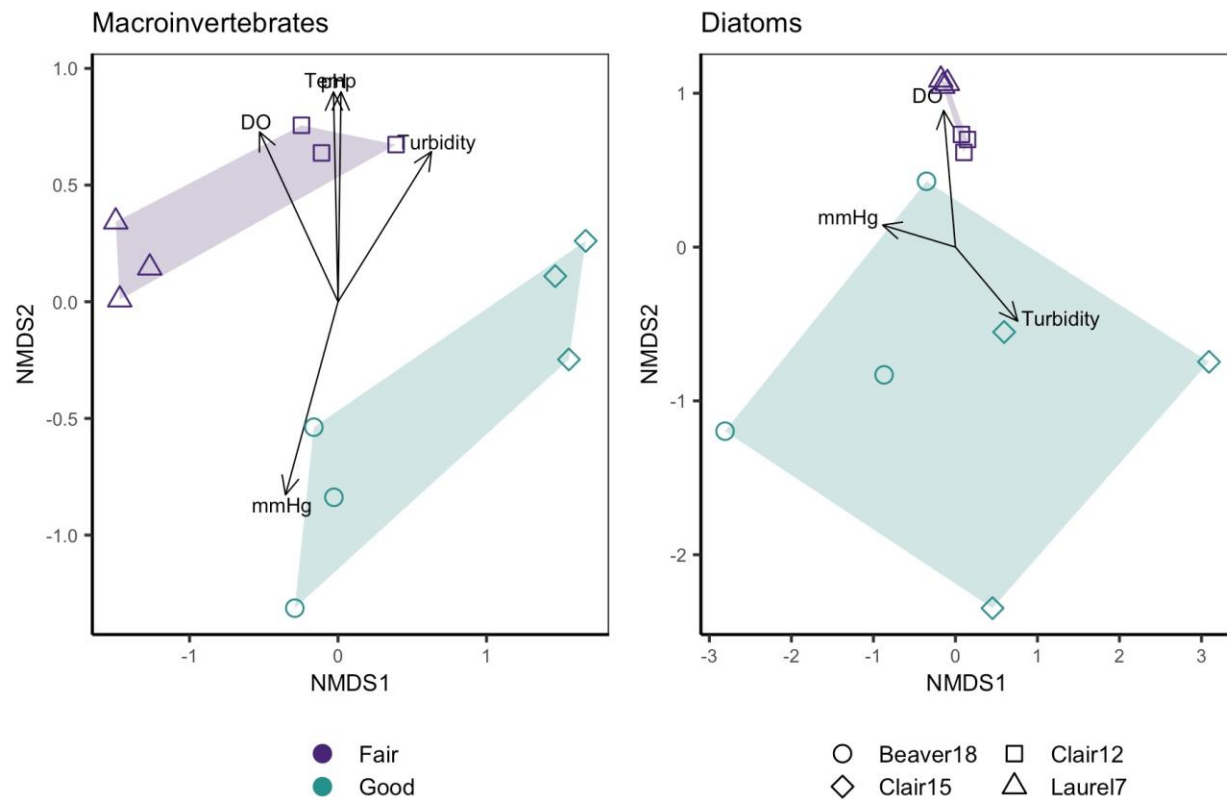 Macroinvertebrates
Diatoms
1.0
0.5
0.0
-0.5
-1.0
NMDS2
-1
0
1
NMDS1
Temp
pH
DO
Turbidity
mmHg
1
0
-1
-2
NMDS2
-3
-2
-1
0
1
2
3
NMDS1
DO
mmHg
Turbidity
Fair
Good
Beaver18
Clair12
Clair15
Laurel7